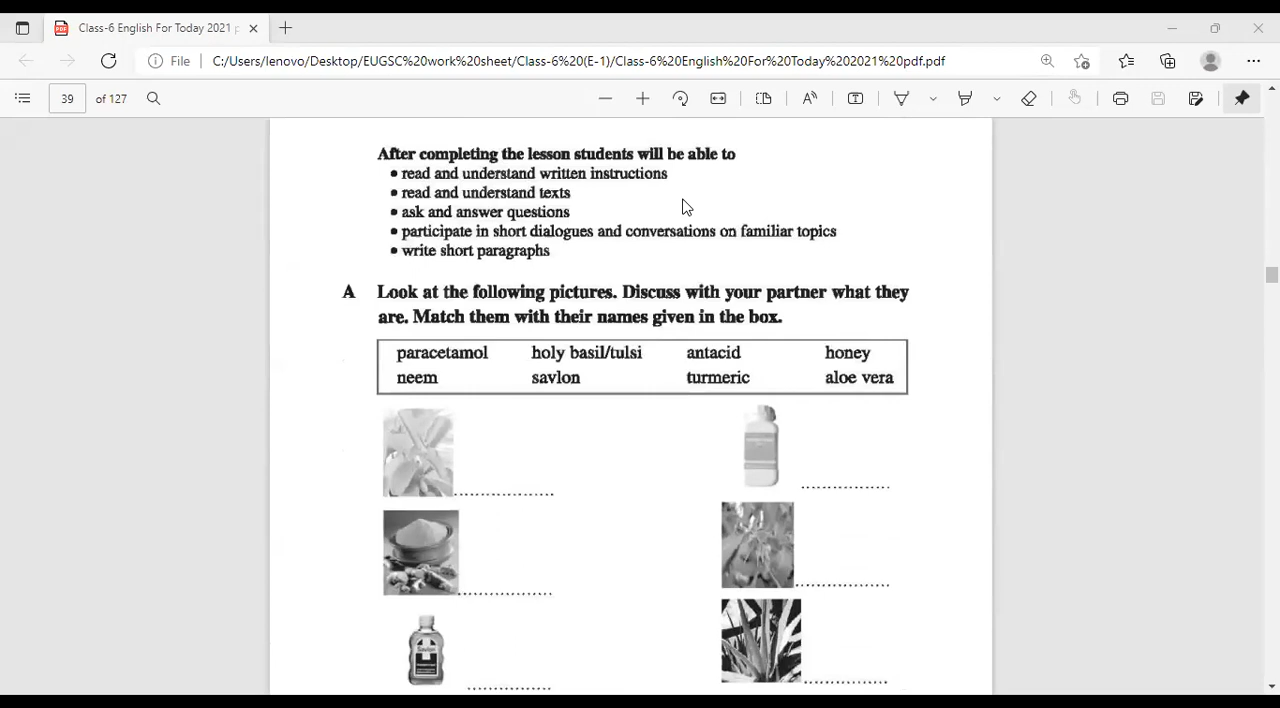 Class-6 English For Today 2021 p
File
C:/Users/lenovo/Desktop/EUGSC%20work%20sheet/Class-6%20(E-1)/Class-6%20English%20For%20Today%202021%20pdf.pdf
39 of 127
After completing the lesson students will be able to
• read and understand written instructions
• read and understand texts
• ask and answer questions
• participate in short dialogues and conversations on familiar topics
• write short paragraphs
A Look at the following pictures. Discuss with your partner what they
are. Match them with their names given in the box.
paracetamol holy basil/tulsi antacid honey
neem savlon turmeric aloe vera
Savlon